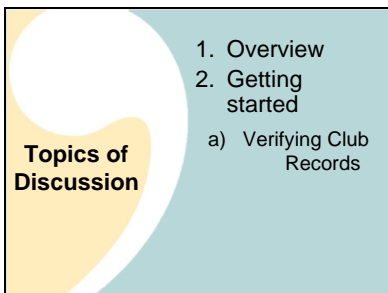 Topics of
Discussion
1. Overview
2. Getting
started
a) Verifying Club
Records